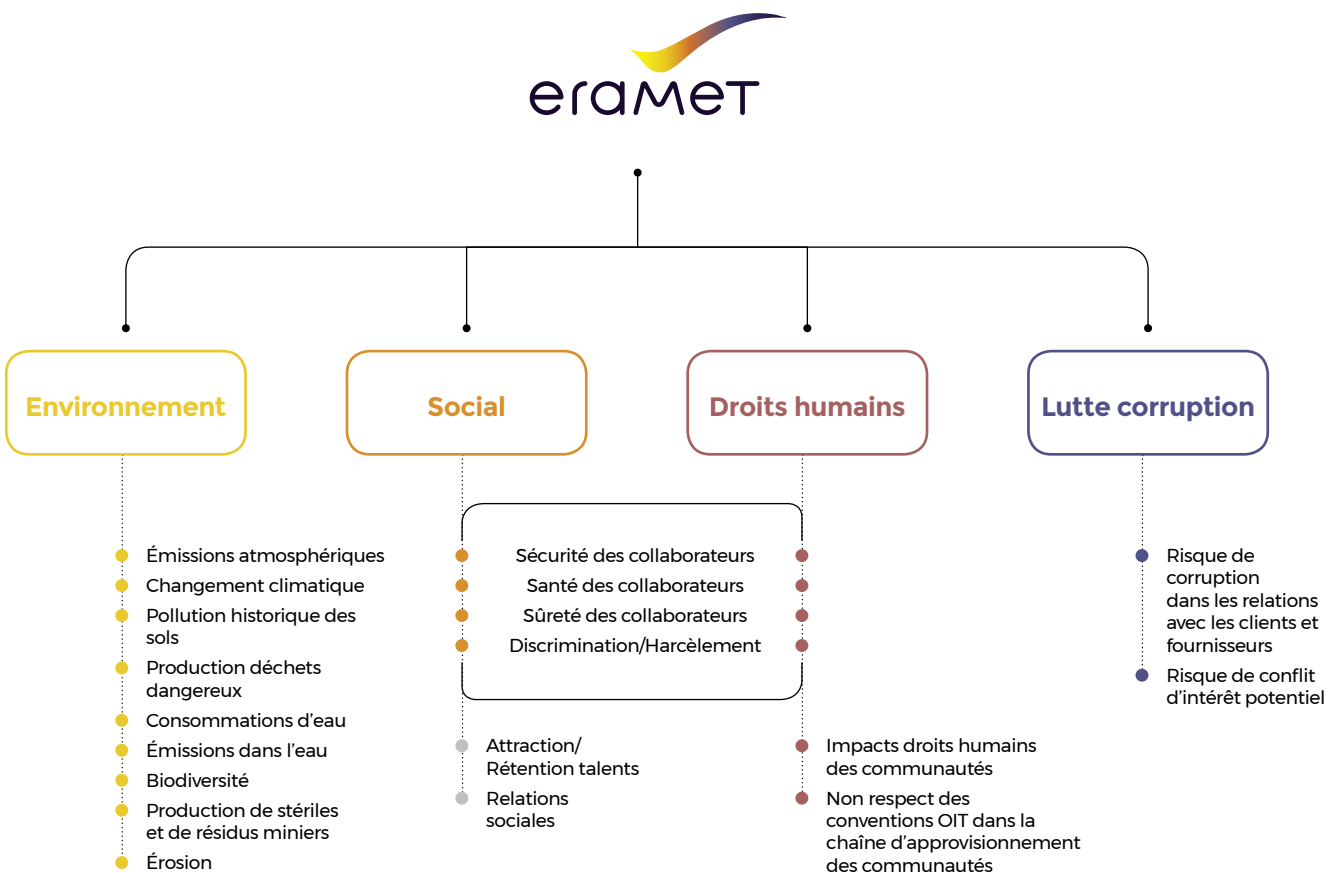 eramet
Environnement
Social
Droits humains
Lutte corruption
Émissions atmosphériques
Changement climatique
Pollution historique des
sols
Production déchets
dangereux
Consommations d'eau
Émissions dans l'eau
Biodiversité
Production de stériles
et de résidus miniers
Érosion
Sécurité des collaborateurs
Santé des collaborateurs
Sûreté des collaborateurs
Discrimination/Harcèlement
Attraction/
Rétention talents
Relations
sociales
Impacts droits humains
des communautés
Non respect des
conventions OIT dans la
chaîne d'approvisionnement
des communautés
Risque de
corruption
dans les relations
avec les clients et
fournisseurs
Risque de conflit
d'intérêt potentiel